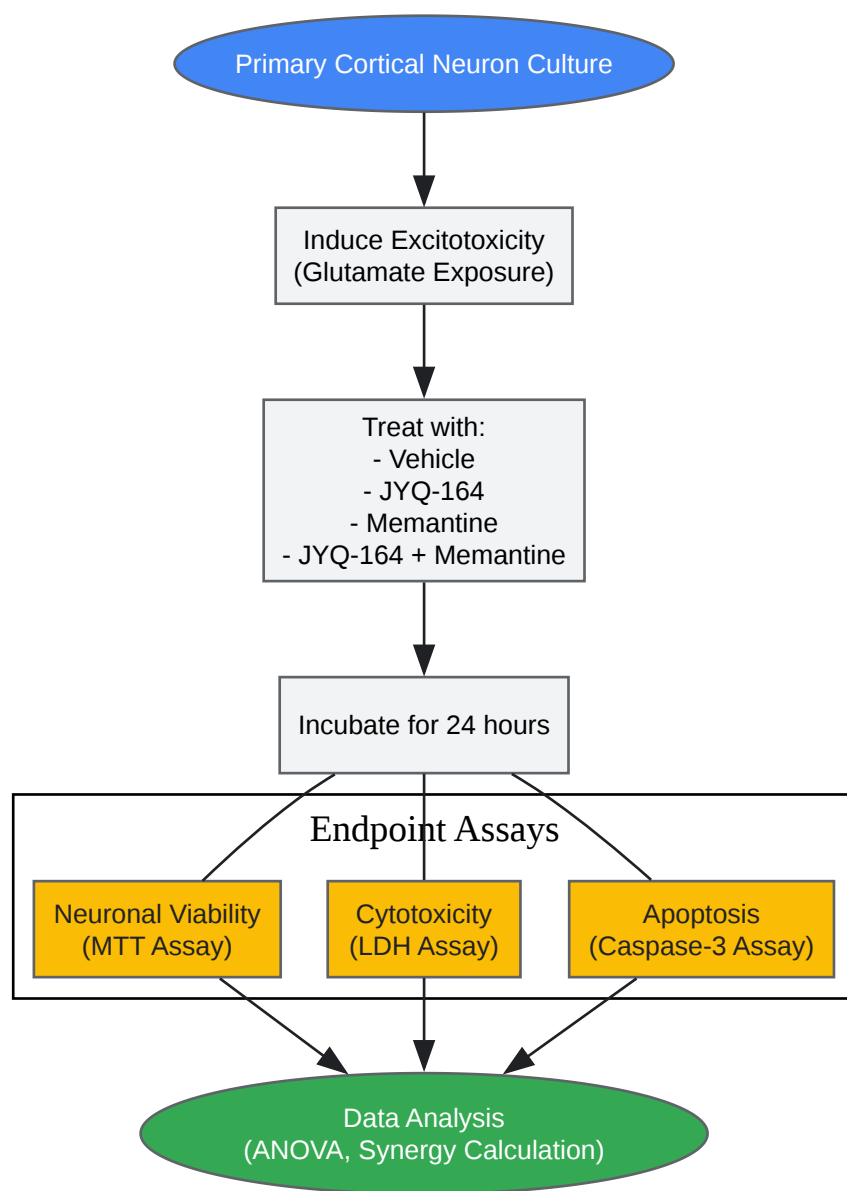 Primary Cortical Neuron Culture
Induce Excitotoxicity
(Glutamate Exposure)
Treat with:
- Vehicle
- JYQ-164
- Memantine
- JYQ-164 + Memantine
Incubate for 24 hours
Endpoint Assays
Neuronal Viability
(MTT Assay)
Cytotoxicity
(LDH Assay)
Apoptosis
(Caspase-3 Assay)
Data Analysis
(ANOVA, Synergy Calculation)